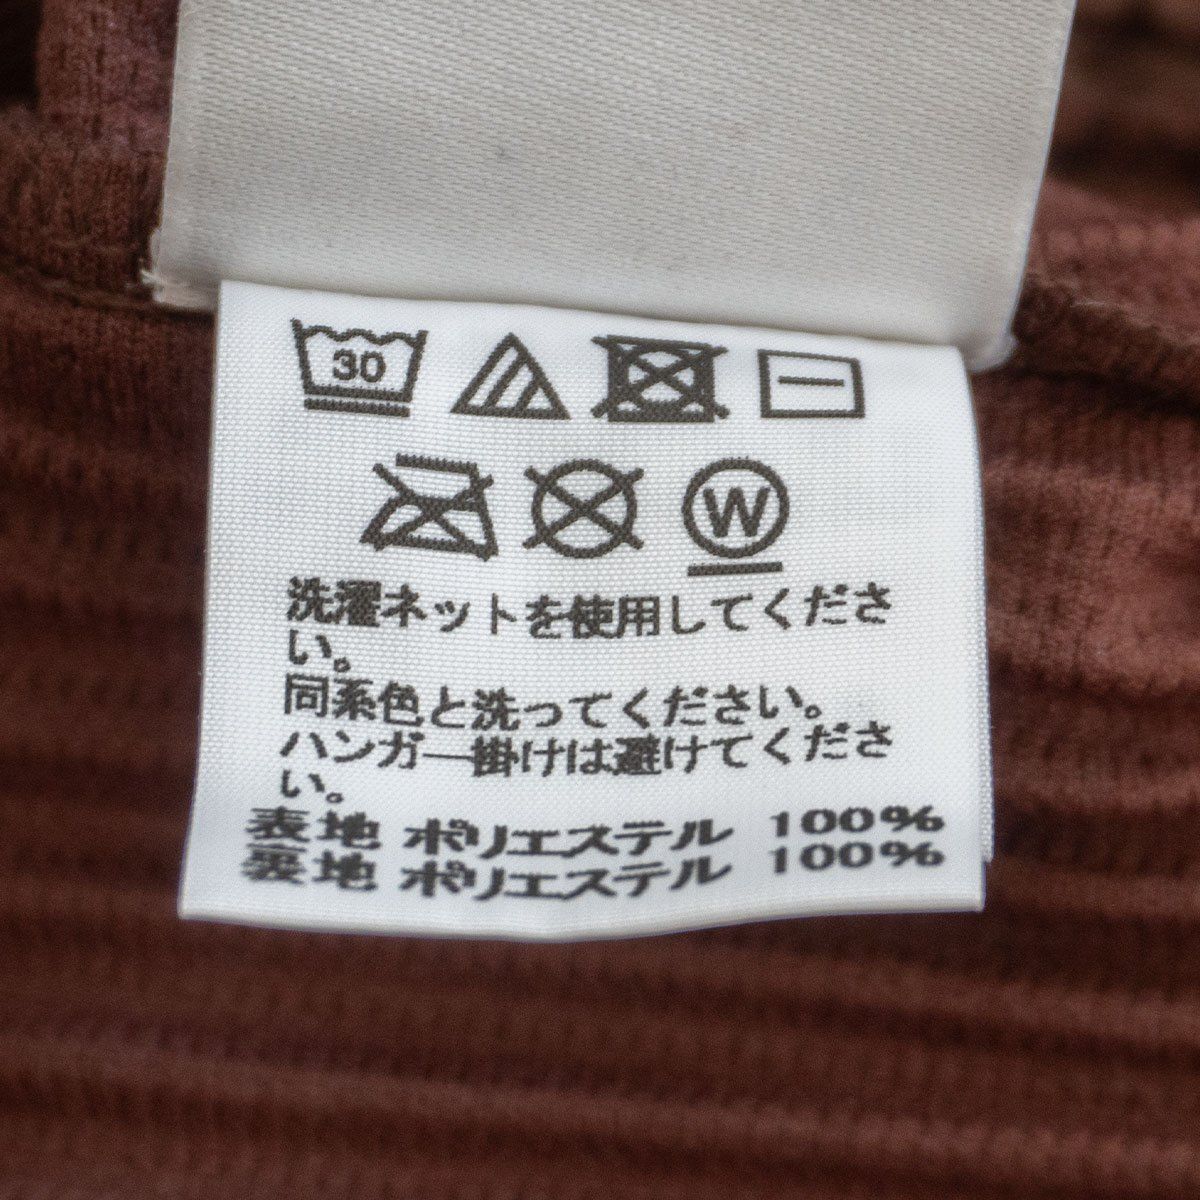 30
W
洗濯ネットを使用してくださ
い。
同系色と洗ってください。
ハンガー掛けは避けてくださ
い。
表地 ポリエステル 100%
裏地 ポリエステル 100%